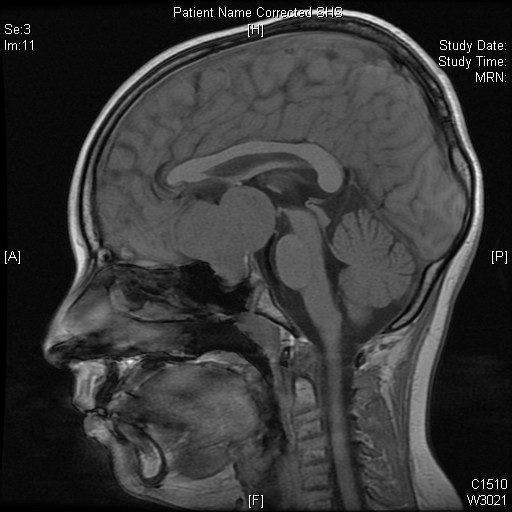 Patient Name Corrected SHS
[H]
Se:3
Im:11
Study Date:
Study Time:
MRN:
[A]
[P]
[F]
C1510
W3021